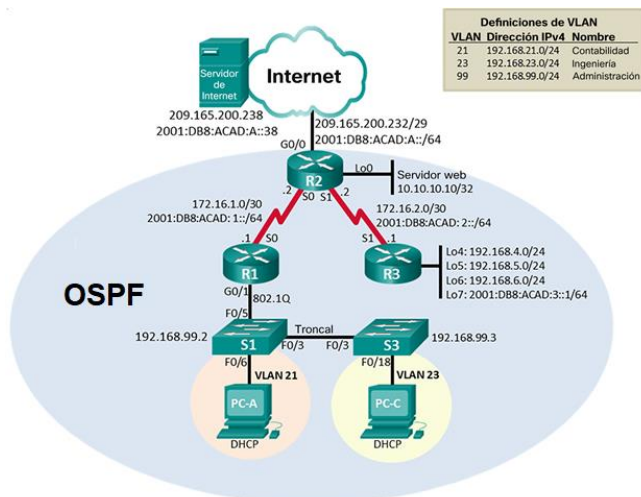 Definiciones de VLAN
VLAN Dirección IPv4 Nombre
21 192.168.21.0/24 Contabilidad
23 192.168.23.0/24 Ingeniería
99 192.168.99.0/24 Administración
Servidor
de
Internet
Internet
209.165.200.238
2001:DB8:ACAD:A::38
209.165.200.232/29
2001:DB8:ACAD:A::/64
G0/0
R2
Lo0
Servidor web
10.10.10.10/32
.2
S0
S1
.2
172.16.1.0/30
2001:DB8:ACAD: 1::/64
172.16.2.0/30
2001:DB8:ACAD: 2::/64
.1
S0
S1
.1
R1
R3
Lo4: 192.168.4.0/24
Lo5: 192.168.5.0/24
Lo6: 192.168.6.0/24
Lo7: 2001:DB8:ACAD:3::1/64
OSPF
G0/1
802.1Q
F0/5
192.168.99.2
S1
Troncal
F0/3
F0/3
S3
192.168.99.3
F0/6
F0/18
VLAN 21
VLAN 23
PC-A
PC-C
DHCP
DHCP